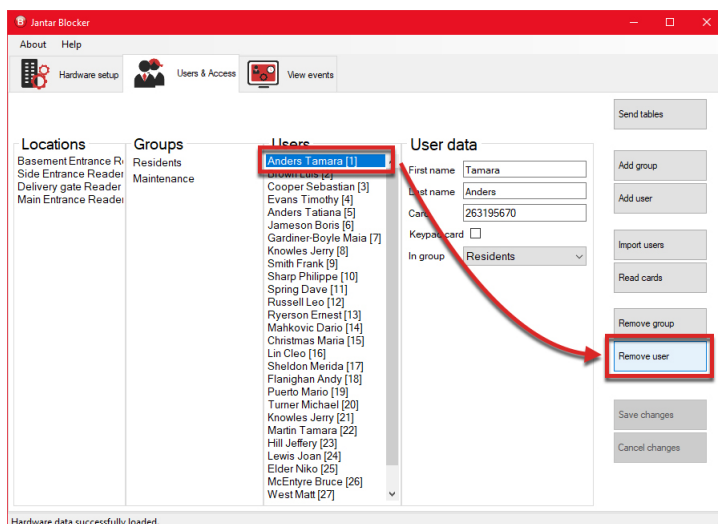 Jantar Blocker
About Help
Hardware setup
Users & Access
View events
Send tables
Locations
Basement Entrance R
Side Entrance Reader
Delivery gate Reader
Main Entrance Reader
Groups
Residents
Maintenance
Users
Anders Tamara [1]
Brown Luis [2]
Cooper Sebastian [3]
Evans Timothy [4]
Anders Tatiana [5]
Jameson Boris [6]
Gardiner-Boyle Maia [7]
Knowles Jerry [8]
Smith Frank [9]
Sharp Philippe [10]
Spring Dave [11]
Russell Leo [12]
Ryerson Ernest [13]
Mahkovic Dario [14]
Christmas Maria [15]
Lin Cleo [16]
Sheldon Merida [17]
Flanighan Andy [18]
Puerto Mario [19]
Turner Michael [20]
Knowles Jerry [21]
Martin Tamara [22]
Hill Jeffery [23]
Lewis Joan [24]
Elder Niko [25]
McEntyre Bruce [26]
West Matt [27]
User data
First name Tamara
Last name Anders
Card 263195670
Keypad card
In group Residents
Add group
Add user
Import users
Read cards
Remove group
Remove user
Save changes
Cancel changes
Hardware data successfully loaded.